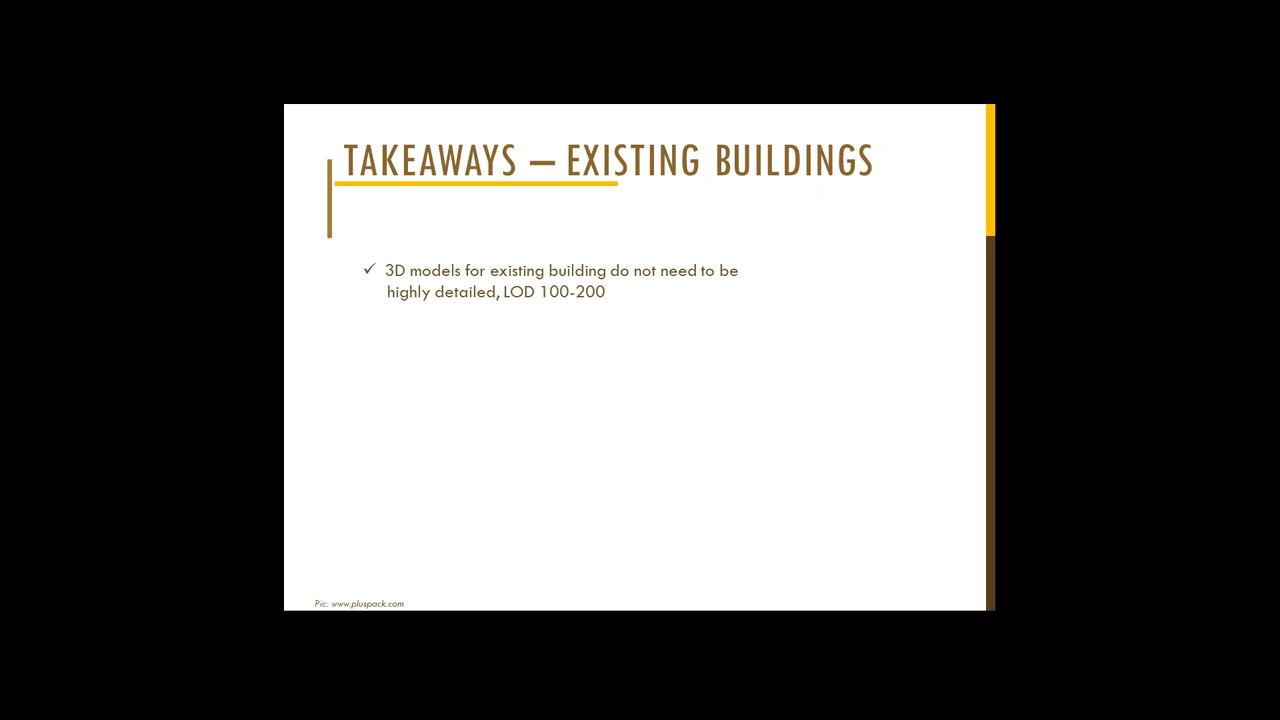 TAKEAWAYS – EXISTING BUILDINGS
✓ 3D models for existing building do not need to be
highly detailed, LOD 100-200
Pic: www.pluspack.com